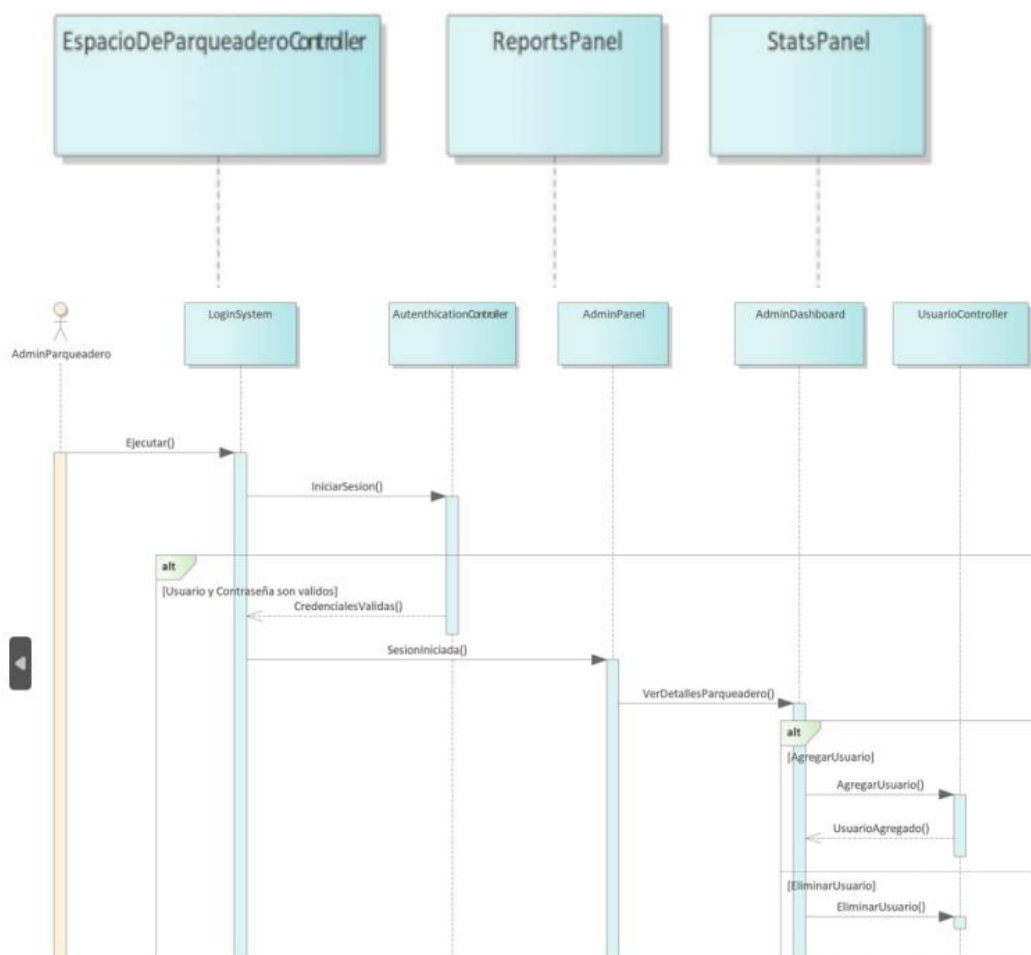 EspacioDeParqueaderoController
ReportsPanel
StatsPanel
AdminParqueadero
LoginSystem
AutenthicationController
AdminPanel
AdminDashboard
UsuarioController
Ejecutar()
IniciarSesion()
alt
[Usuario y Contraseña son validos]
CredencialesValidas()
SesionIniciada()
VerDetallesParqueadero()
alt
[AgregarUsuario]
AgregarUsuario()
UsuarioAgregado()
[EliminarUsuario]
EliminarUsuario()